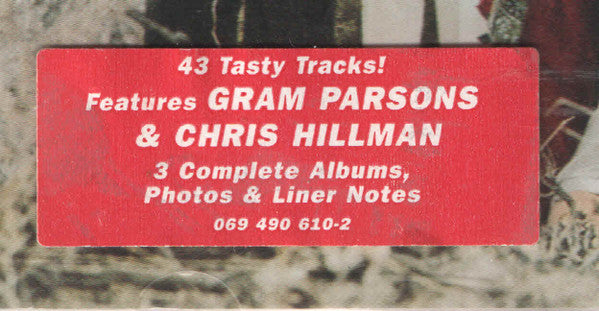 43 Tasty Tracks!
Features GRAM PARSONS
& CHRIS HILLMAN
3 Complete Albums,
Photos & Liner Notes
069 490 610-2